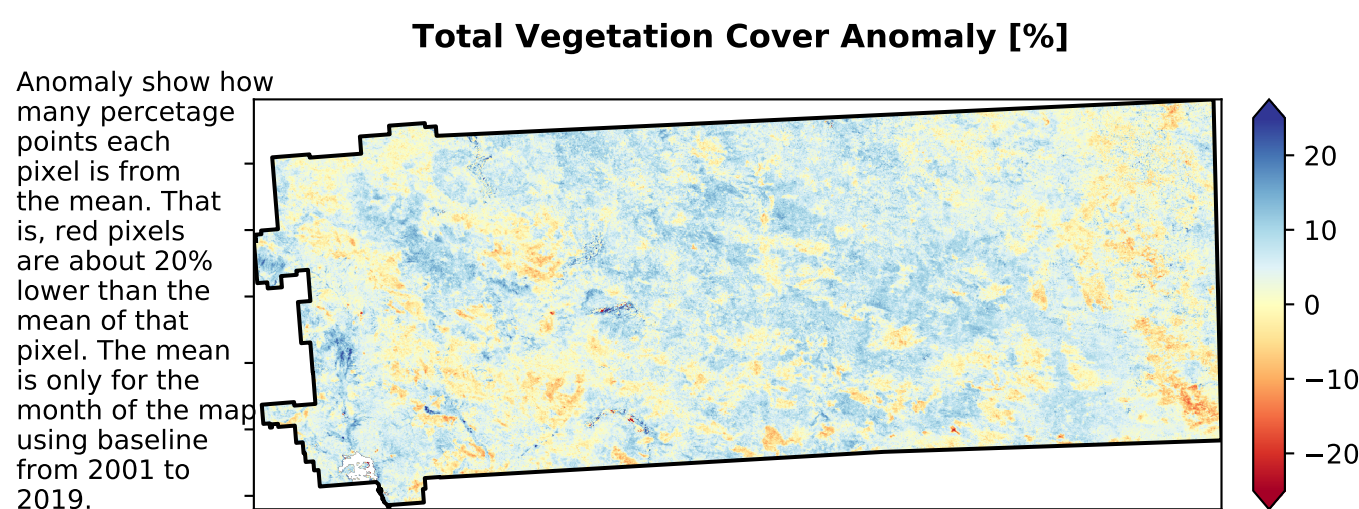 Total Vegetation Cover Anomaly [%]
Anomaly show how
many percetage
points each
pixel is from
the mean. That
is, red pixels
are about 20%
lower than the
mean of that
pixel. The mean
is only for the
month of the map
using baseline
from 2001 to
2019.
20
10
0
−10
−20